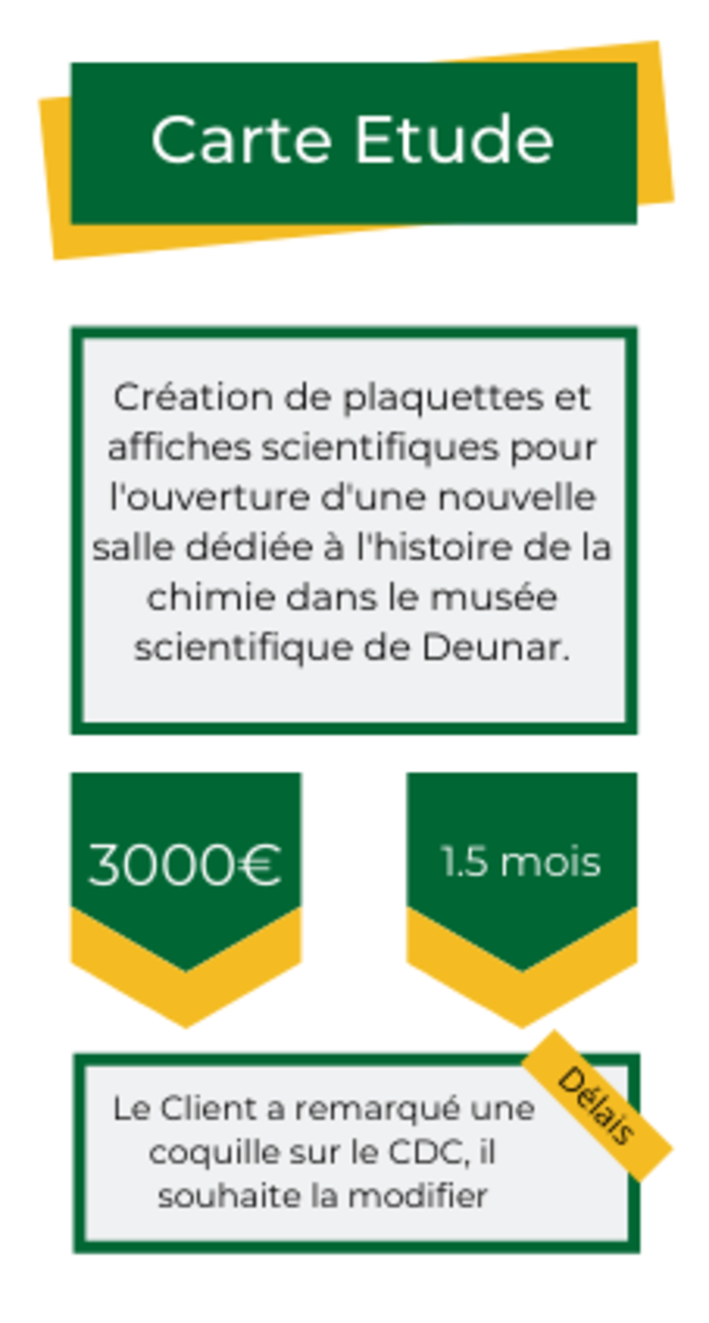 Carte Etude
Création de plaquettes et
affiches scientifiques pour
l'ouverture d'une nouvelle
salle dédiée à l'histoire de la
chimie dans le musée
scientifique de Deunar.
3000€
1.5 mois
Délais
Le Client a remarqué une
coquille sur le CDC, il
souhaite la modifier